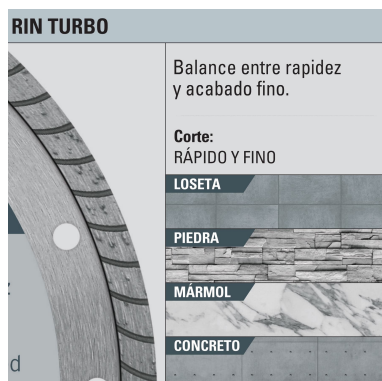 RIN TURBO
Balance entre rapidez
y acabado fino.
Corte:
RÁPIDO Y FINO
LOSETA
PIEDRA
MÁRMOL
CONCRETO
d